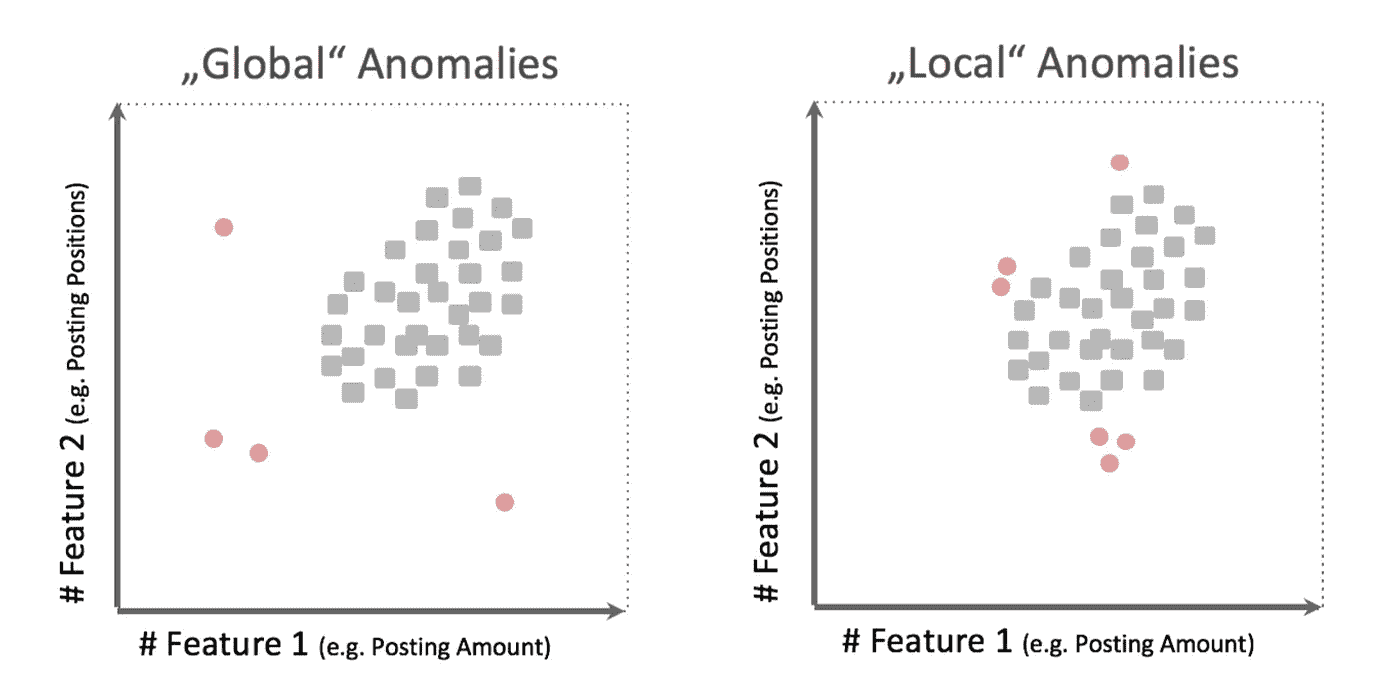 „Global“ Anomalies
# Feature 2 (e.g. Posting Positions)
# Feature 1 (e.g. Posting Amount)
„Local“ Anomalies
# Feature 2 (e.g. Posting Positions)
# Feature 1 (e.g. Posting Amount)